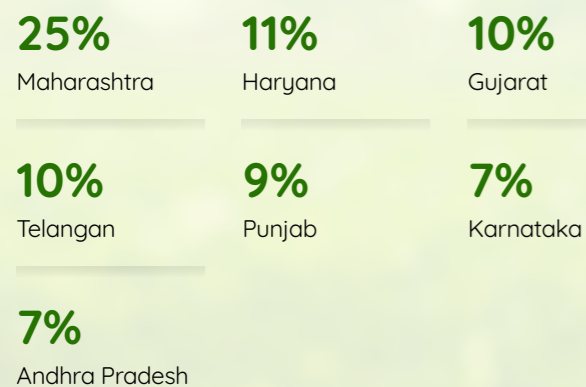 25%
Maharashtra
11%
Haryana
10%
Gujarat
10%
Telangan
9%
Punjab
7%
Karnataka
7%
Andhra Pradesh